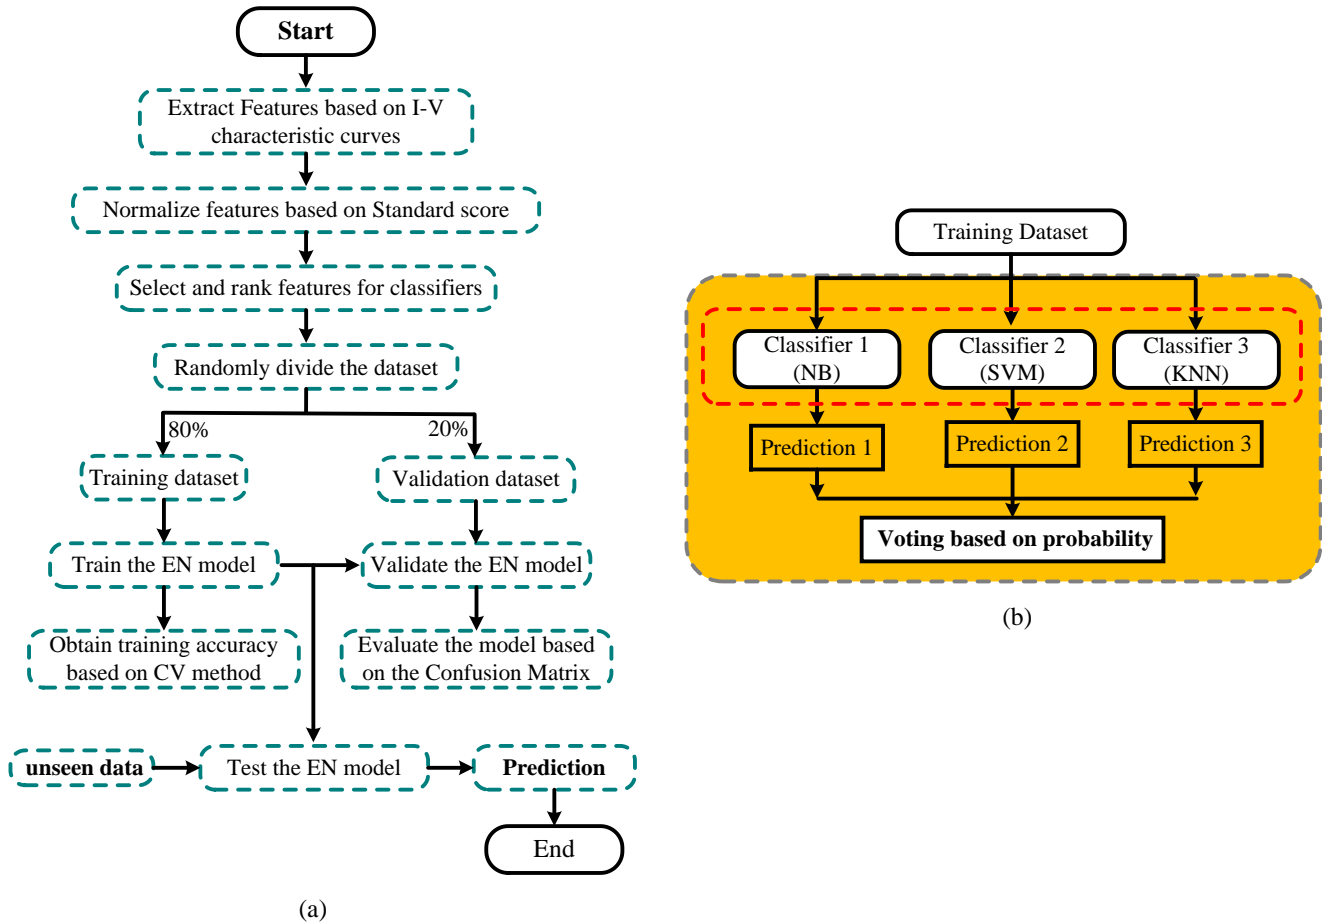 Start
Extract Features based on I-V
characteristic curves
Normalize features based on Standard score
Select and rank features for classifiers
Randomly divide the dataset
80%
20%
Training dataset
Validation dataset
Train the EN model
Validate the EN model
Obtain training accuracy
based on CV method
Evaluate the model based
on the Confusion Matrix
unseen data
Test the EN model
Prediction
End
(a)
Training Dataset
Classifier 1
(NB)
Classifier 2
(SVM)
Classifier 3
(KNN)
Prediction 1
Prediction 2
Prediction 3
Voting based on probability
(b)